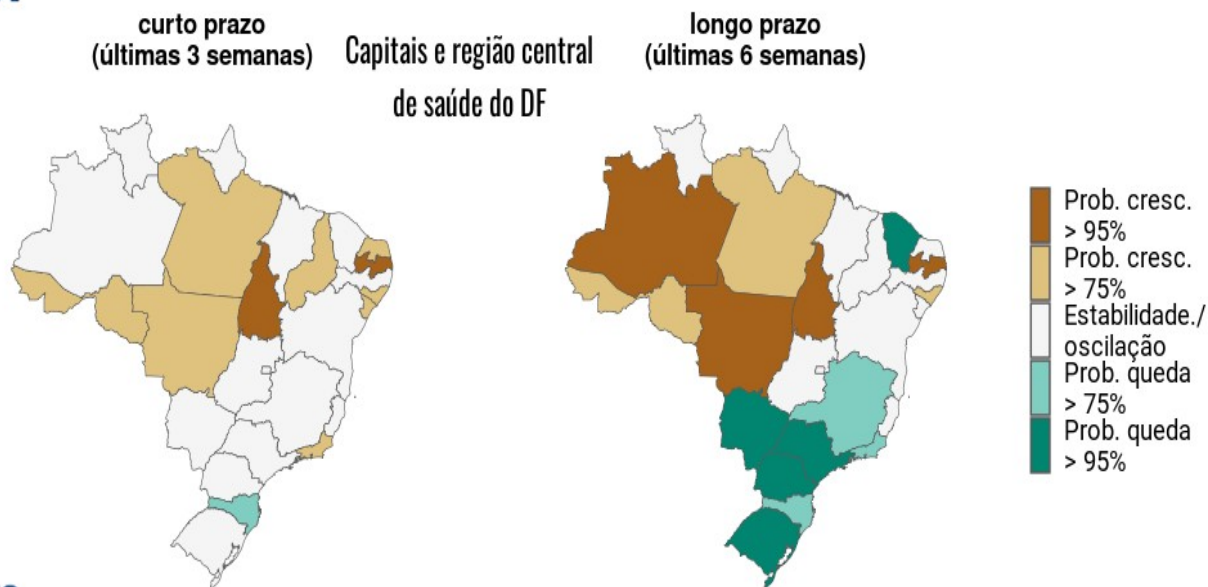 curto prazo
(últimas 3 semanas)
Capitais e região central
de saúde do DF
longo prazo
(últimas 6 semanas)
Prob. cresc.
> 95%
Prob. cresc.
> 75%
Estabilidade./
oscilação
Prob. queda
> 75%
Prob. queda
> 95%